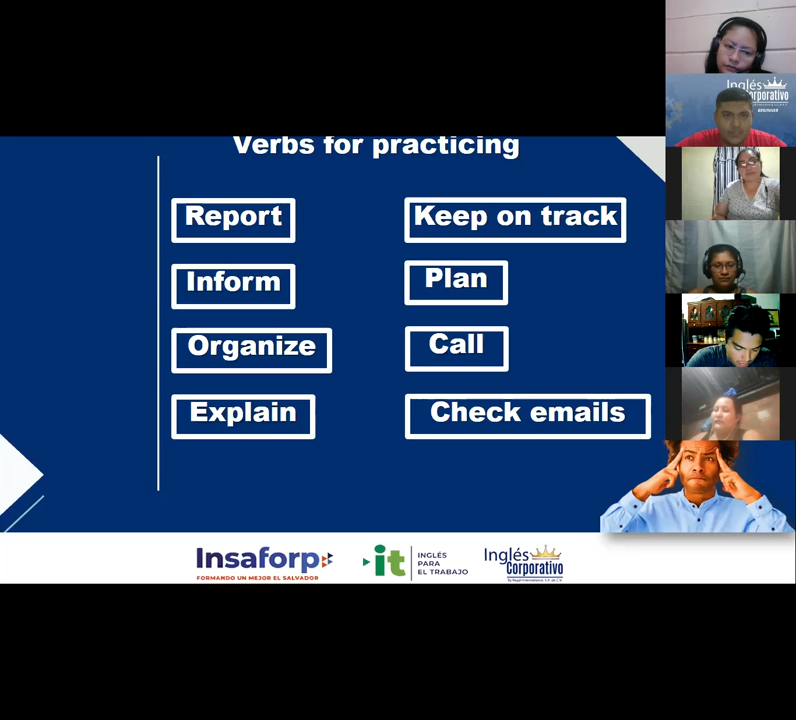 Verbs for practicing
Report
Keep on track
Inform
Plan
Organize
Call
Explain
Check emails
Insaforp
FORMANDO UN MEJOR EL SALVADOR
it
INGLÉS
PARA
EL TRABAJO
Inglés
Corporativo
Inglés
Corporativo
BEGINNER